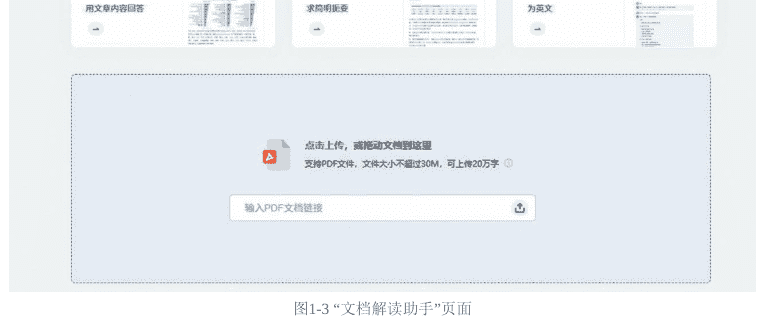 用文章内容回答
求简明扼要
为英文
点击上传，或拖动文档到这里
支持PDF文件，文件大小不超过30M，可上传20万字
输入PDF文档链接
图1-3 “文档解读助手”页面